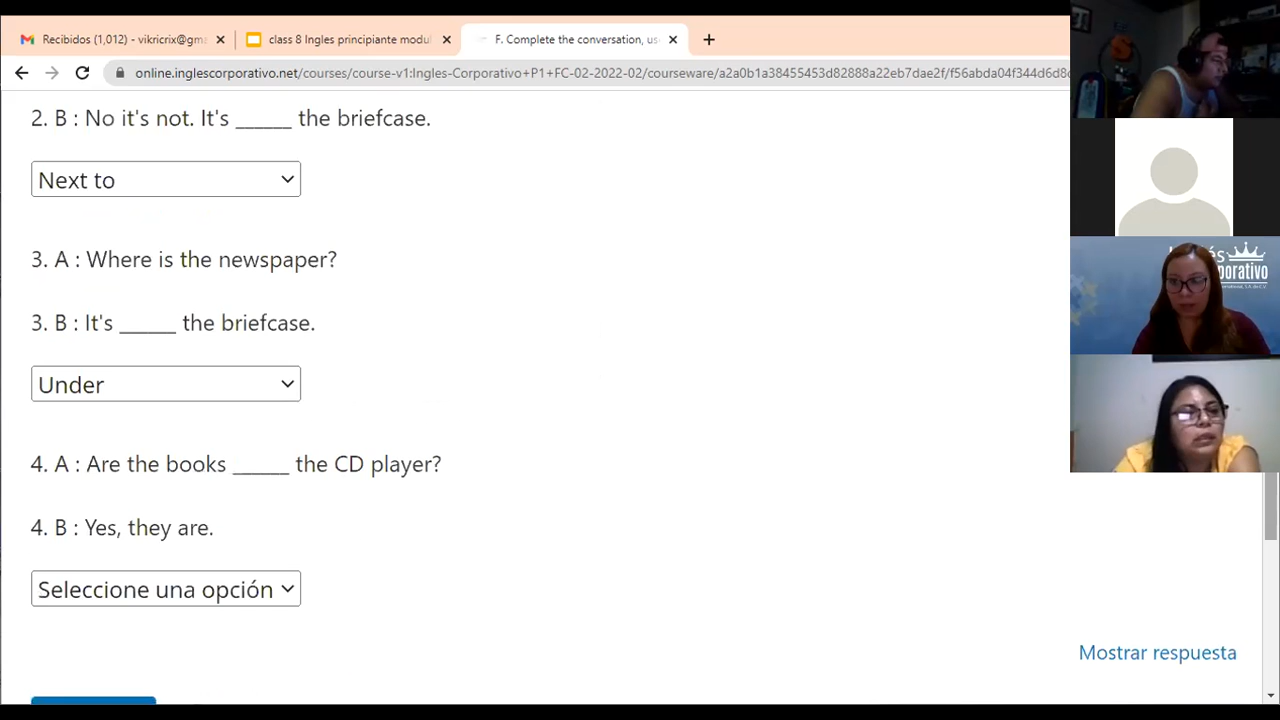 Recibidos (1,012) - vikricrix@gma
class 8 Ingles principiante modul
F. Complete the conversation, us
online.inglescorporativo.net/courses/course-v1:Ingles-Corporativo+P1+FC-02-2022-02/courseware/a2a0b1a38455453d82888a22eb7dae2f/f56abda04f344d6d8c
2. B : No it's not. It's ______ the briefcase.
Next to
3. A : Where is the newspaper?
3. B : It's ______ the briefcase.
Under
4. A : Are the books ______ the CD player?
4. B : Yes, they are.
Seleccione una opción
Mostrar respuesta